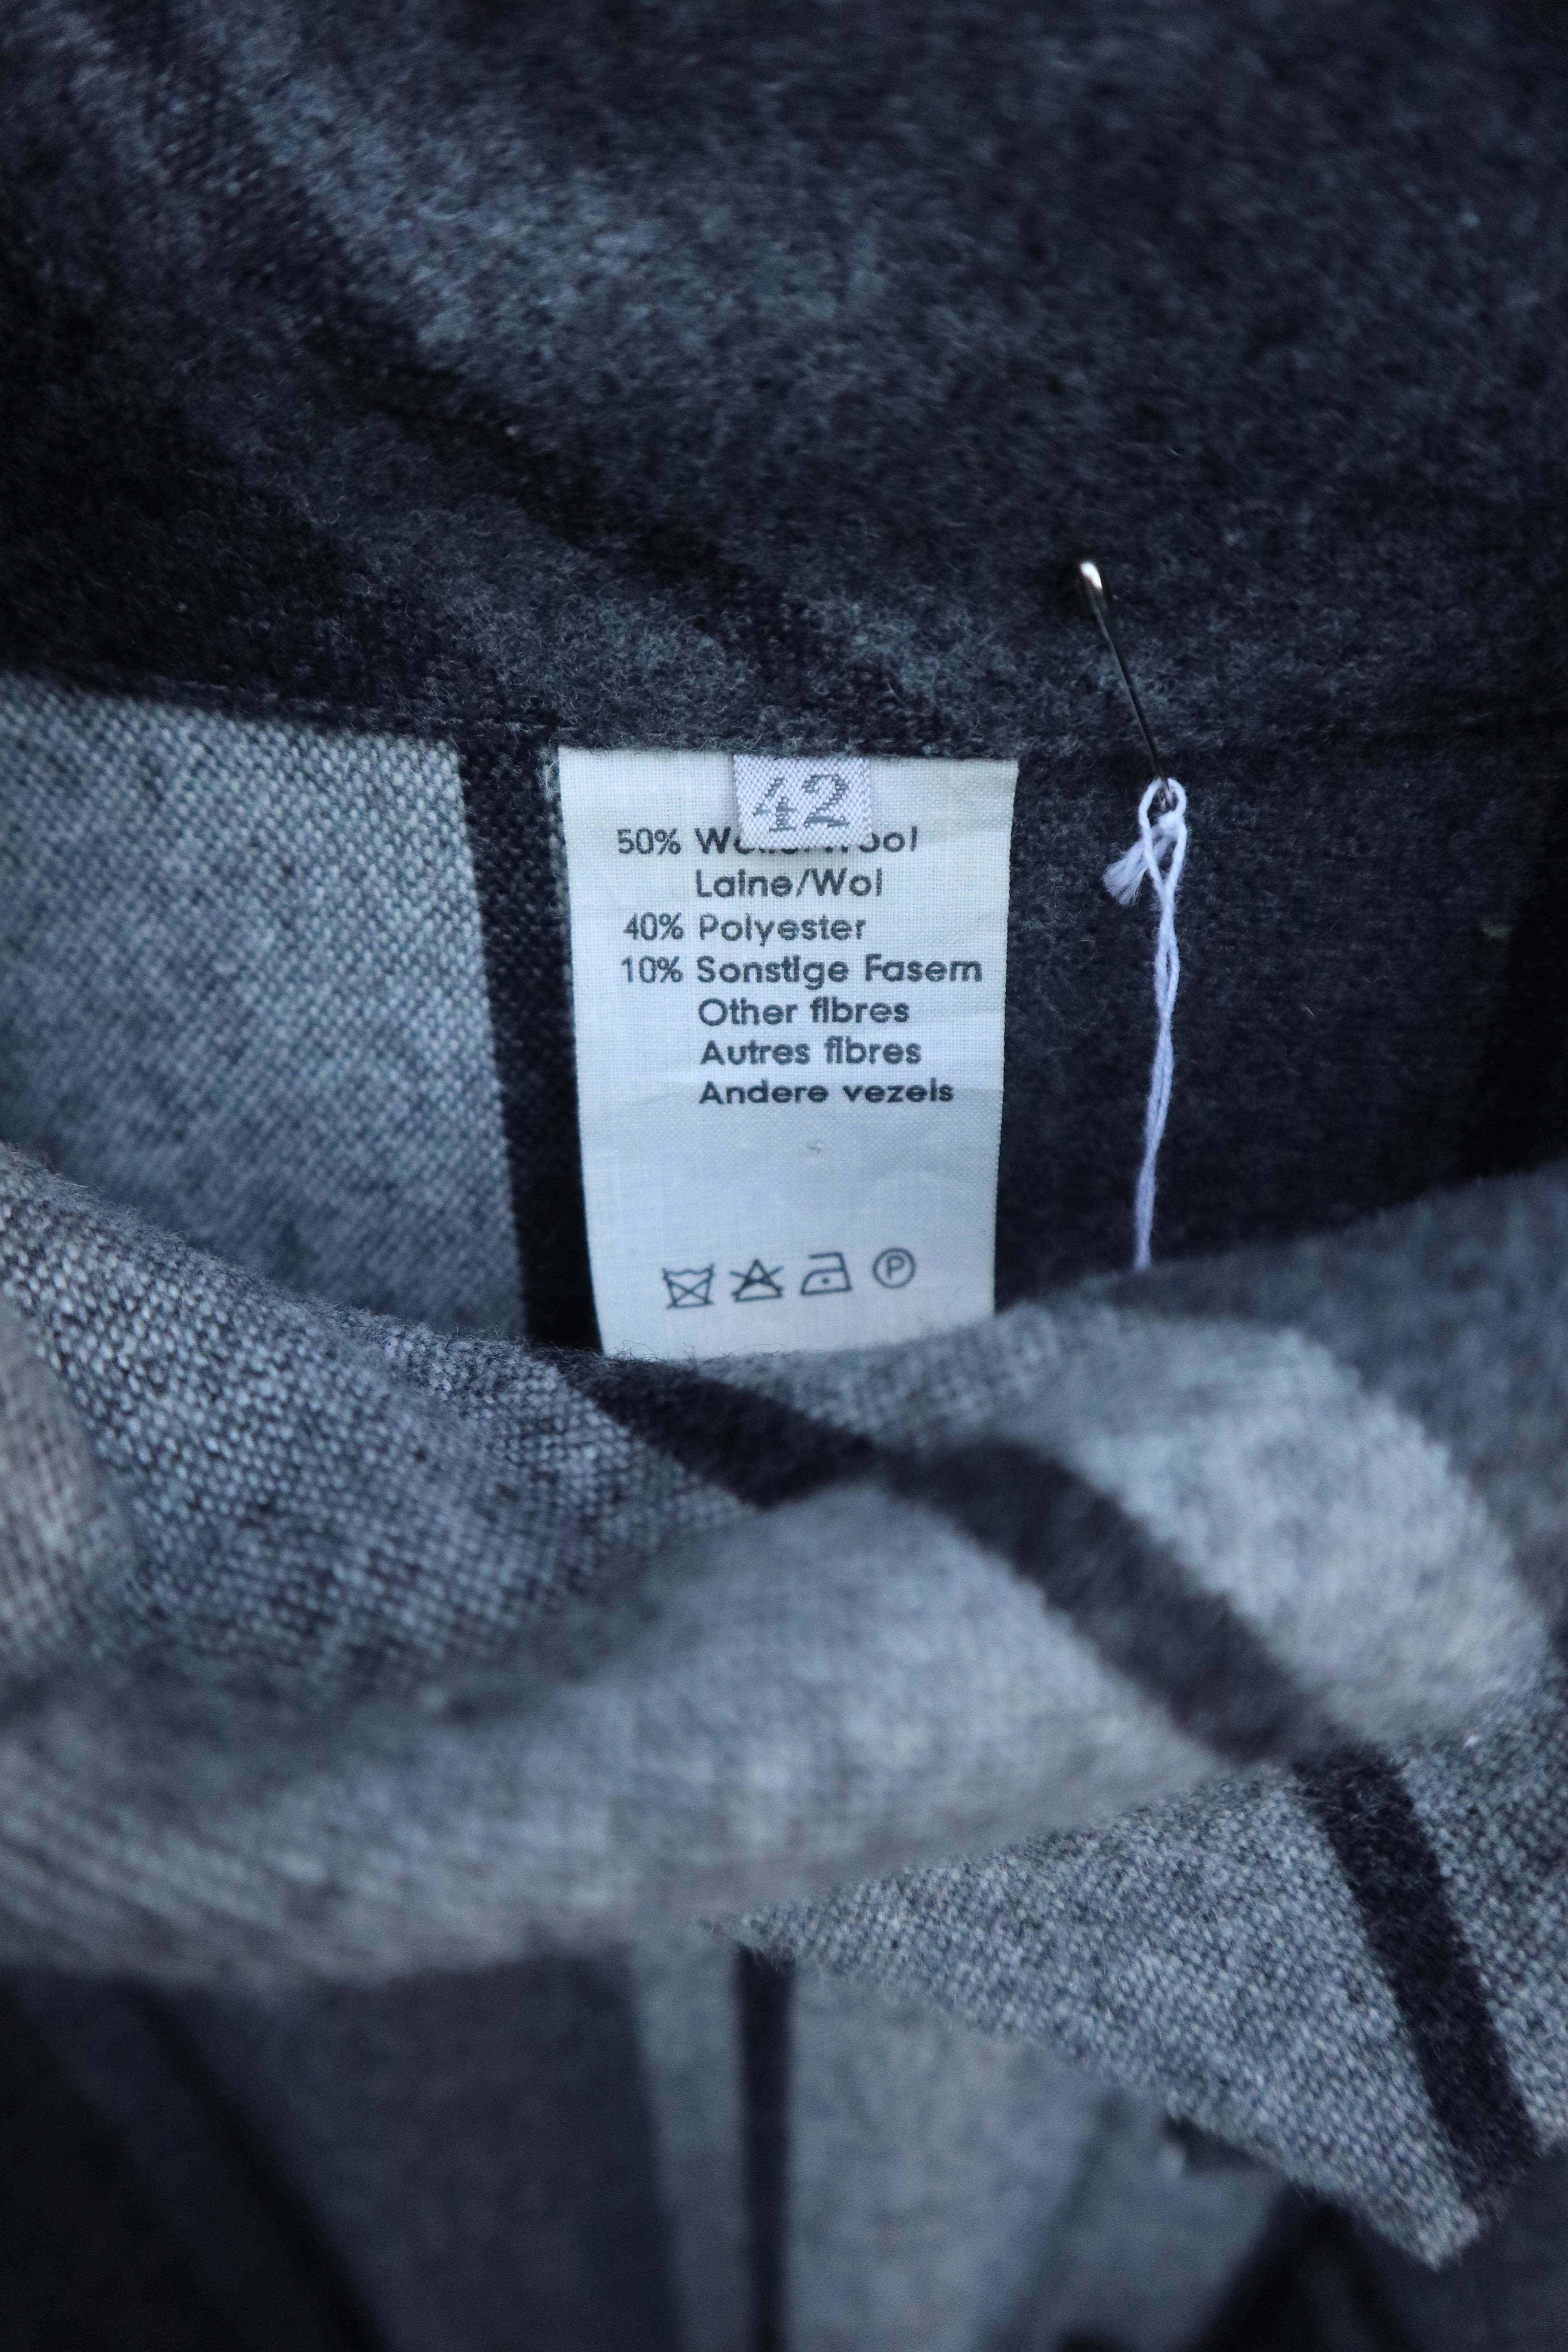 42
50% Wolle/Wool
Laine/Wol
40% Polyester
10% Sonstige Fasern
Other fibres
Autres fibres
Andere vezels
P